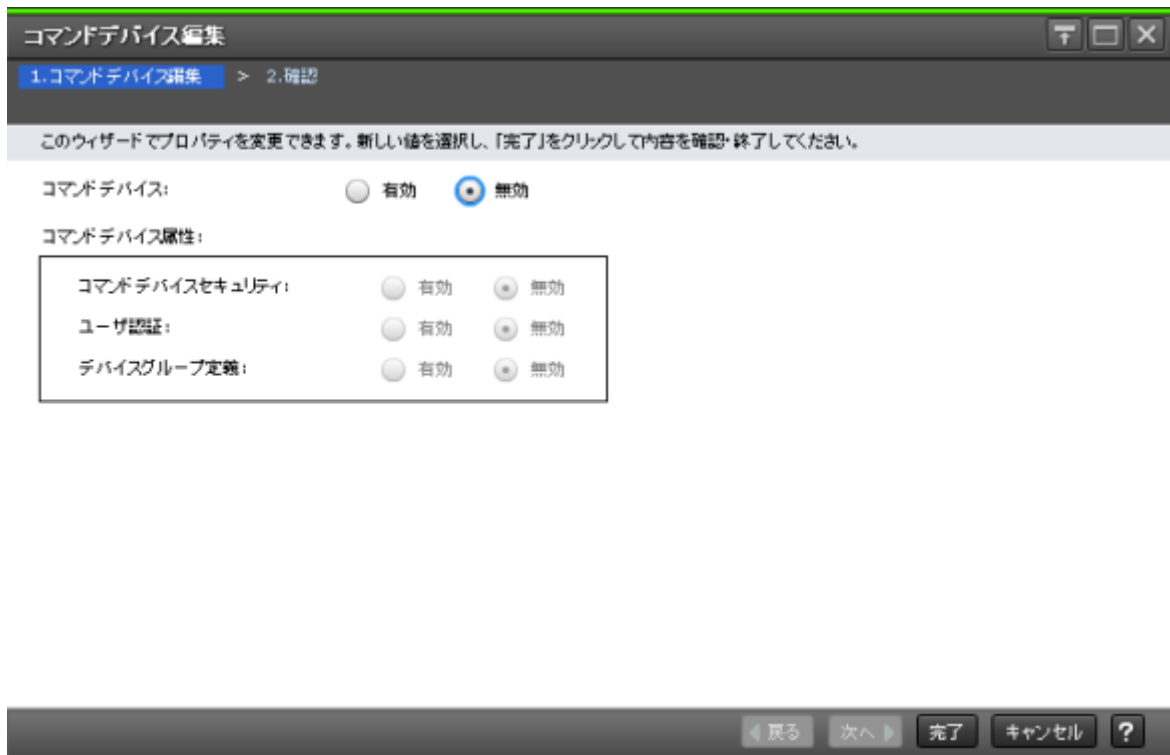 コマンドデバイス編集
1.コマンドデバイス編集 > 2.確認
このウィザードでプロパティを変更できます。新しい値を選択し、「完了」をクリックして内容を確認・終了してください。
コマンドデバイス: 有効 無効
コマンドデバイス属性:
コマンドデバイスセキュリティ: 有効 無効
ユーザ認証: 有効 無効
デバイスグループ定義: 有効 無効
戻る 次へ 完了 キャンセル ?